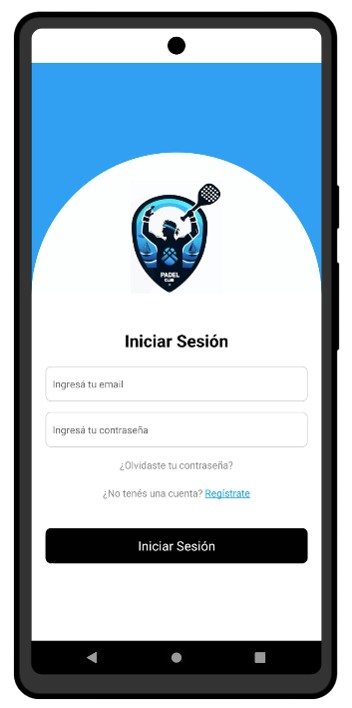 PADEL
CLUB
Iniciar Sesión
Ingresá tu email
Ingresá tu contraseña
¿Olvidaste tu contraseña?
¿No tenés una cuenta? Regístrate
Iniciar Sesión